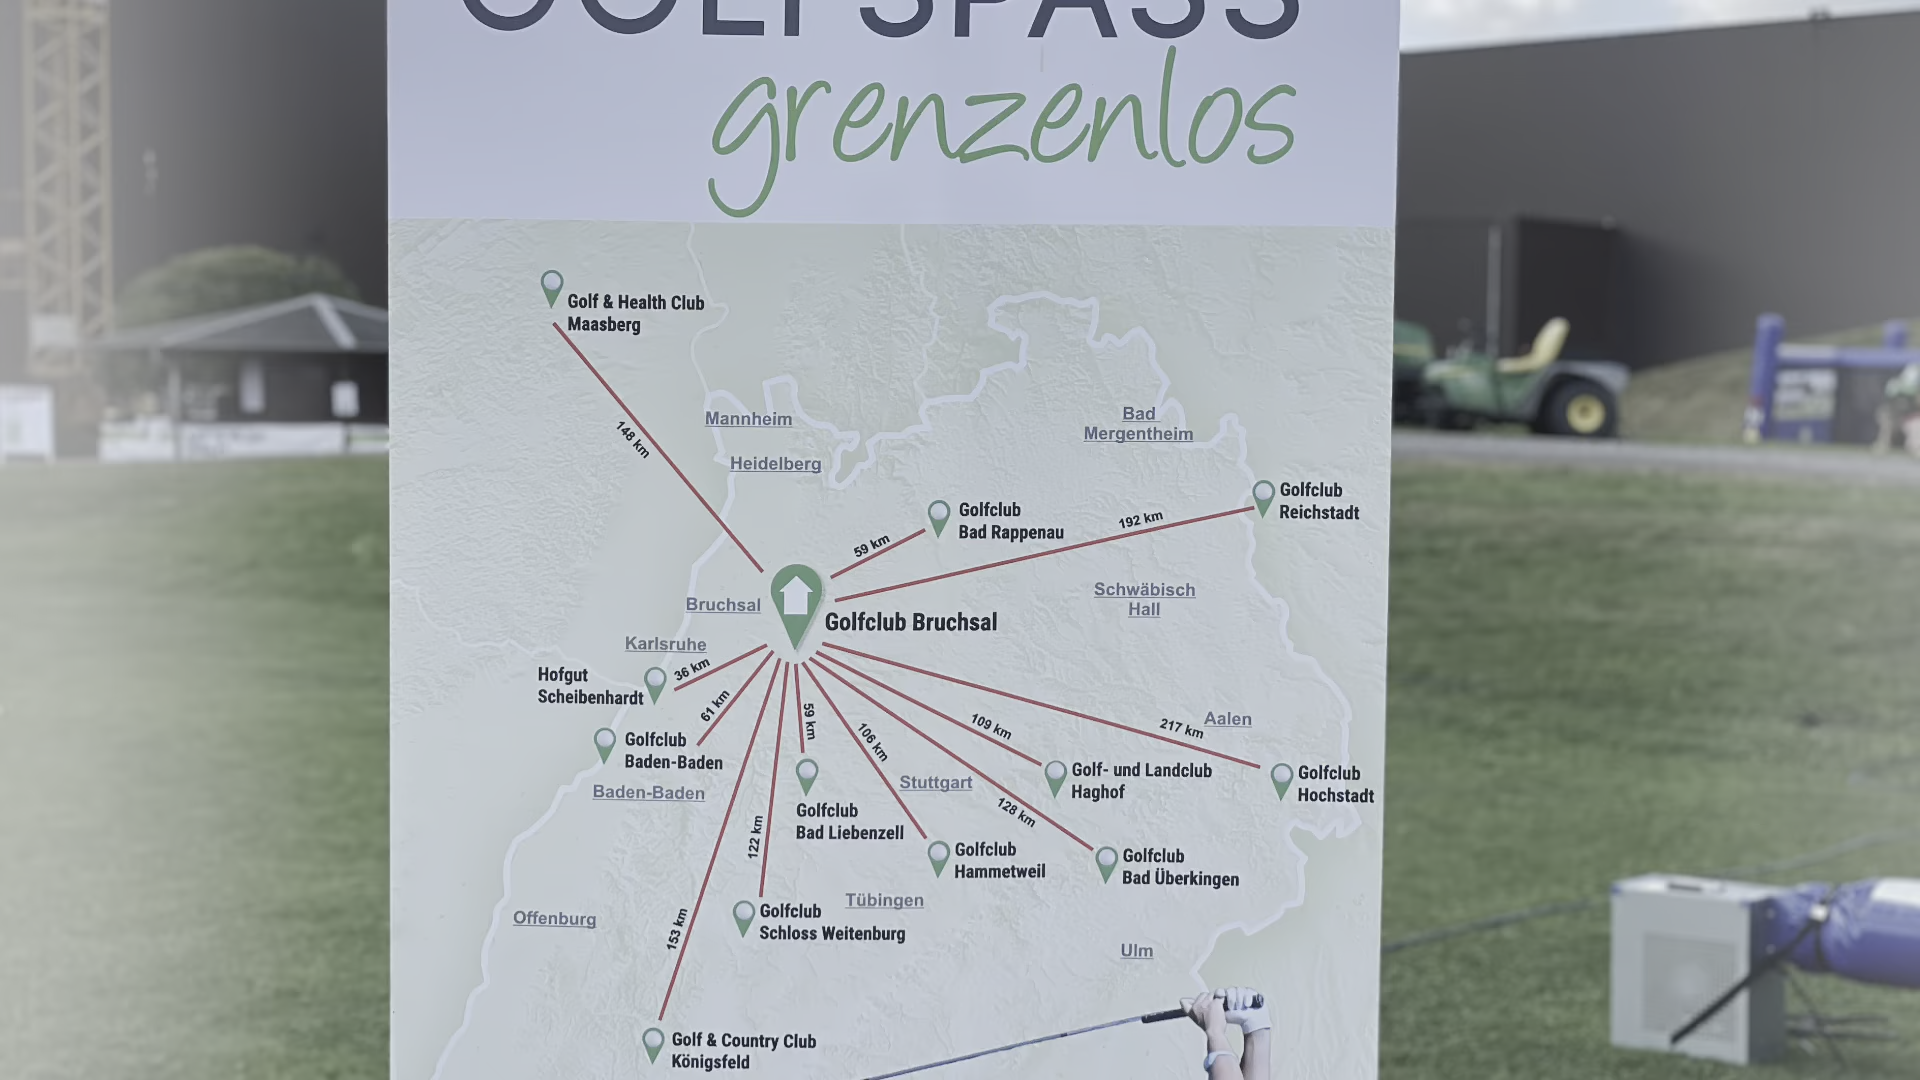 GOLFSPASS
grenzenlos
Golf & Health Club
Maasberg
148 km
Mannheim
Heidelberg
Bad
Mergentheim
Golfclub
Reichstadt
192 km
Golfclub
Bad Rappenau
59 km
Schwäbisch
Hall
Bruchsal
Golfclub Bruchsal
Karlsruhe
Hofgut
Scheibenhardt
36 km
61 km
Golfclub
Baden-Baden
Baden-Baden
59 km
Golfclub
Bad Liebenzell
106 km
109 km
217 km
Aalen
Stuttgart
Golf- und Landclub
Haghof
Golfclub
Hochstadt
128 km
122 km
Golfclub
Hammetweil
Golfclub
Bad Überkingen
Tübingen
Golfclub
Schloss Weitenburg
Offenburg
153 km
Ulm
Golf & Country Club
Königsfeld